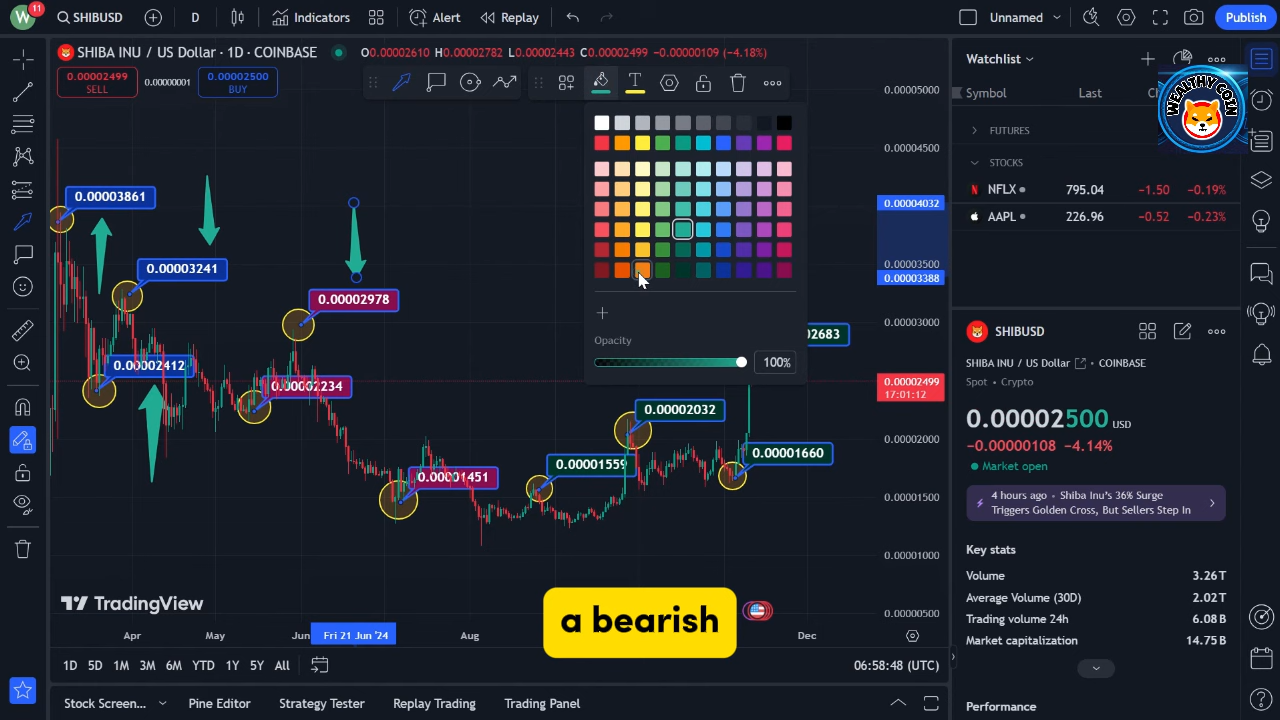 W 11 SHIBUSD D Indicators Alert Replay Unnamed Publish
SHIBA INU / US Dollar · 1D · COINBASE O0.00002610 H0.00002782 L0.00002443 C0.00002499 −0.00000109 (−4.18%)
0.00002499 SELL 0.00000001 0.00002500 BUY
T
Watchlist
Symbol Last Ch
WEALTHY COIN
FUTURES
STOCKS
NFLX 795.04 −1.50 −0.19%
AAPL 226.96 −0.52 −0.23%
0.00005000
0.00004500
0.00004032
0.00003500
0.00003388
0.00003000
0.00002499
17:01:12
0.00002000
0.00001500
0.00001000
0.00000500
0.00003861
0.00003241
0.00002978
0.00002412
0.00002234
0.00001451
0.00001559
0.00002032
0.00001660
02683
Opacity
100%
SHIBUSD
SHIBA INU / US Dollar • COINBASE
Spot • Crypto
0.00002500 USD
−0.00000108 −4.14%
Market open
4 hours ago • Shiba Inu's 36% Surge
Triggers Golden Cross, But Sellers Step In
Key stats
Volume 3.26T
Average Volume (30D) 2.02T
Trading volume 24h 6.08B
Market capitalization 14.75B
Performance
TradingView
a bearish
Apr May Jun Fri 21 Jun '24 Aug Dec
1D 5D 1M 3M 6M YTD 1Y 5Y All 06:58:48 (UTC)
Stock Screen... Pine Editor Strategy Tester Replay Trading Trading Panel